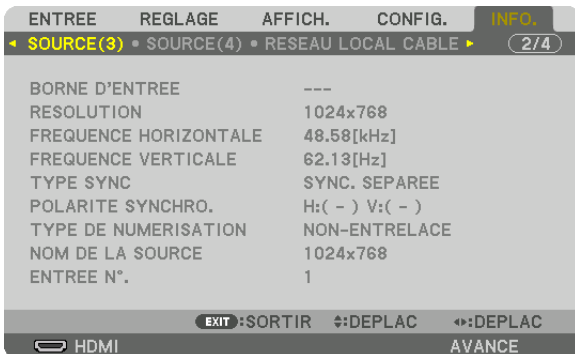 ENTREE REGLAGE AFFICH. CONFIG. INFO.
SOURCE(3) • SOURCE(4) • RESEAU LOCAL CABLE 2/4
BORNE D'ENTREE ---
RESOLUTION 1024x768
FREQUENCE HORIZONTALE 48.58[kHz]
FREQUENCE VERTICALE 62.13[Hz]
TYPE SYNC SYNC. SEPAREE
POLARITE SYNCHRO. H:( - ) V:( - )
TYPE DE NUMERISATION NON-ENTRELACE
NOM DE LA SOURCE 1024x768
ENTREE N°. 1
EXIT :SORTIR :DEPLAC :DEPLAC
HDMI AVANCE